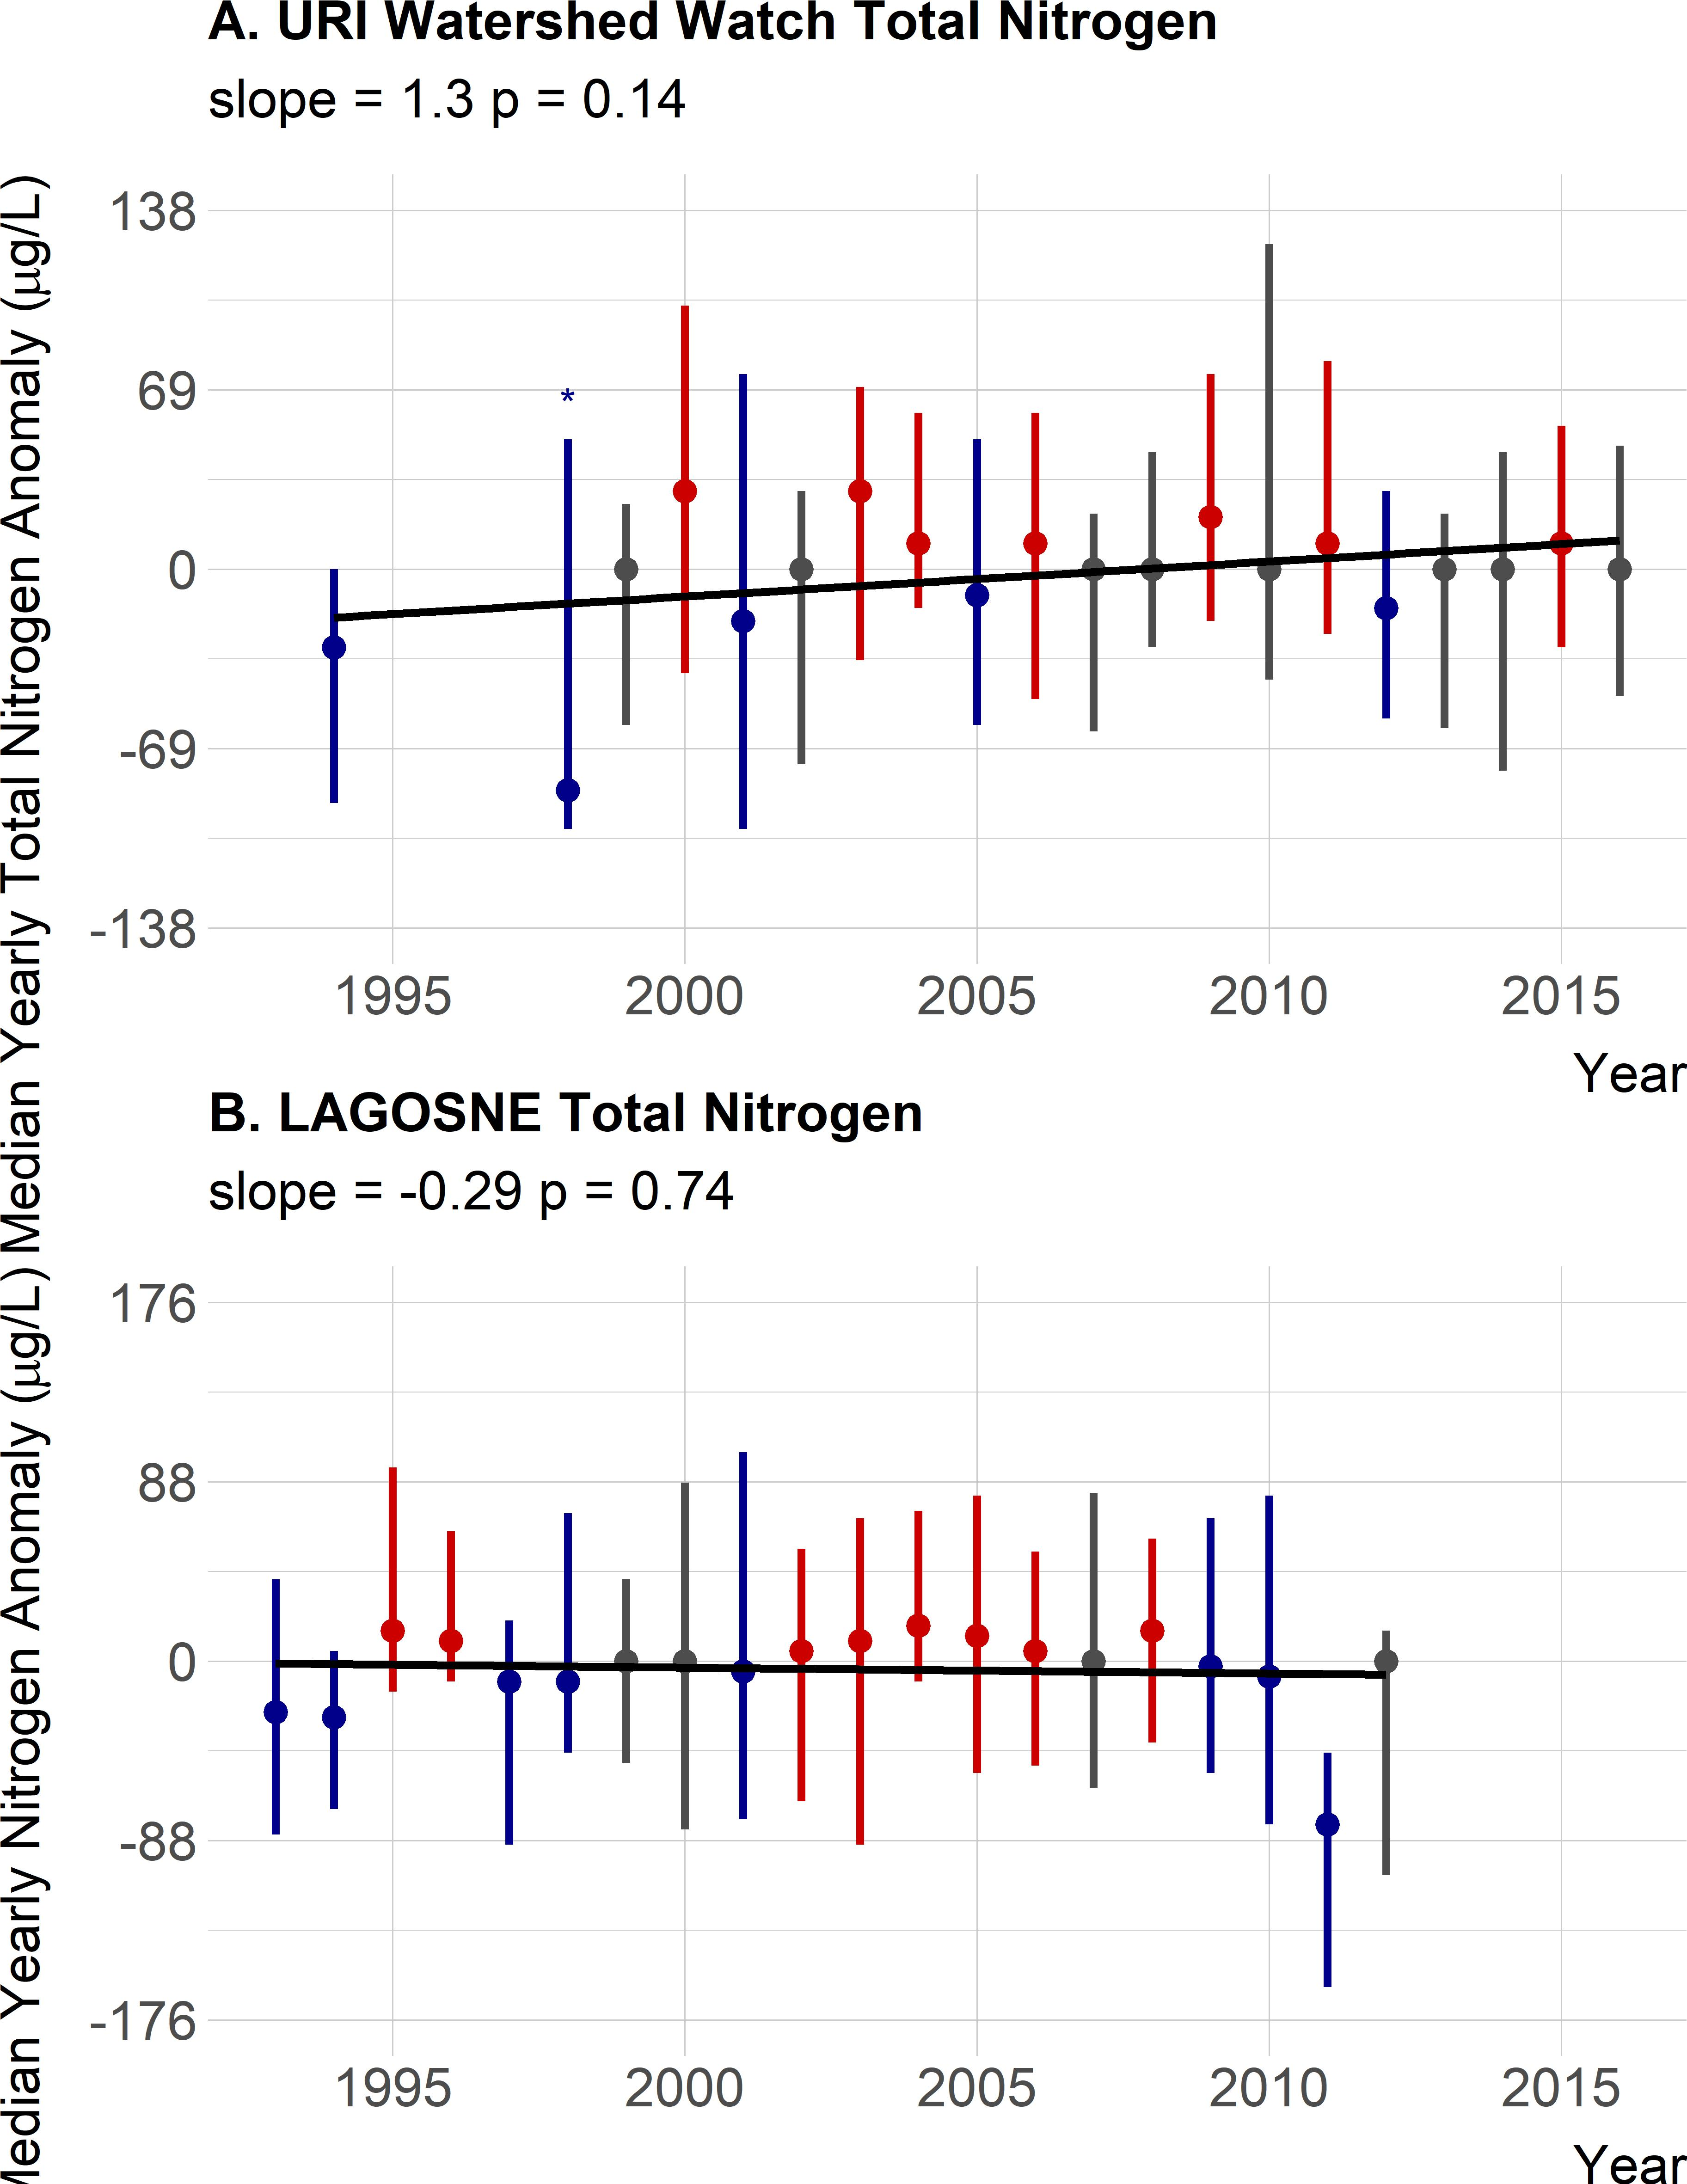 A. URI Watershed Watch Total Nitrogen
slope = 1.3 p = 0.14
Median Yearly Total Nitrogen Anomaly (μg/L)
138
69
0
-69
-138
*
1995 2000 2005 2010 2015
Year
B. LAGOSNE Total Nitrogen
slope = -0.29 p = 0.74
Median Yearly Nitrogen Anomaly (μg/L)
176
88
0
-88
-176
1995 2000 2005 2010 2015
Year